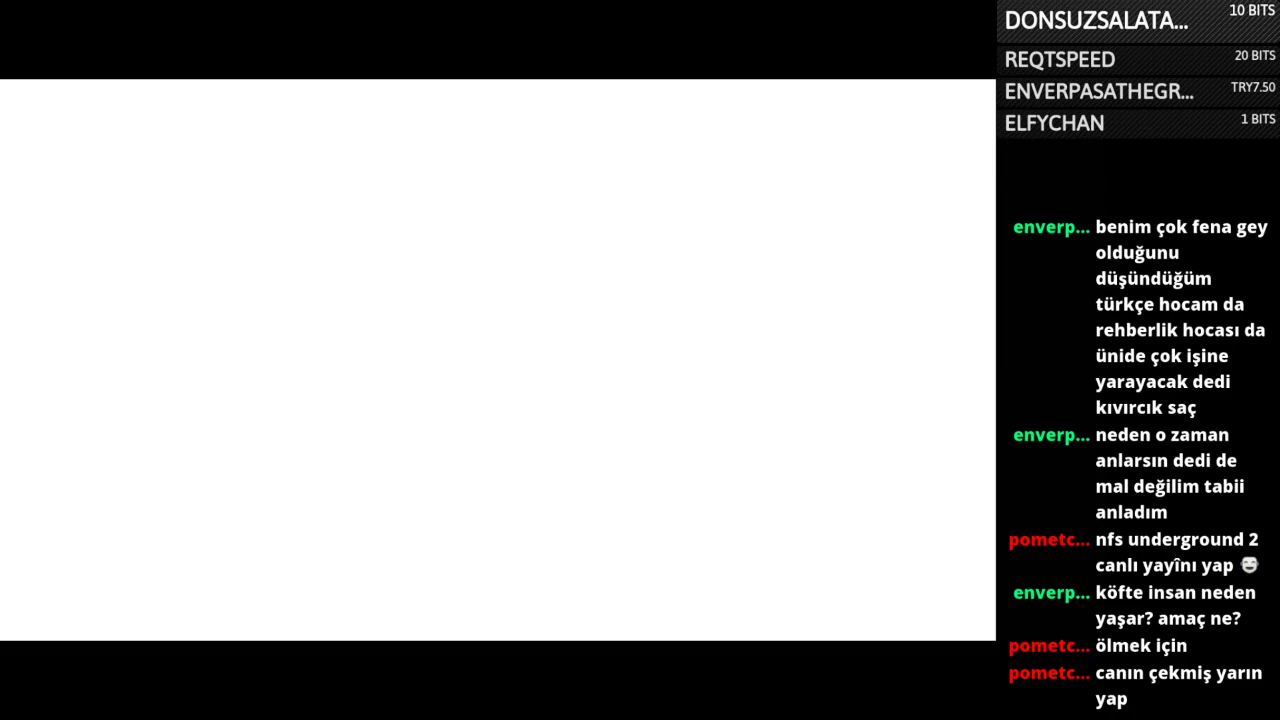 DONSUZSALATA... 10 BITS
REQTSPEED 20 BITS
ENVERPASATHEGR... TRY7.50
ELFYCHAN 1 BITS
enverp... benim çok fena gey
olduğunu
düşündüğüm
türkçe hocam da
rehberlik hocası da
ünide çok işine
yarayacak dedi
kıvırcık saç
enverp... neden o zaman
anlarsın dedi de
mal değilim tabii
anladım
pometc... nfs underground 2
canlı yayînı yap
enverp... köfte insan neden
yaşar? amaç ne?
pometc... ölmek için
pometc... canın çekmiş yarın
yap